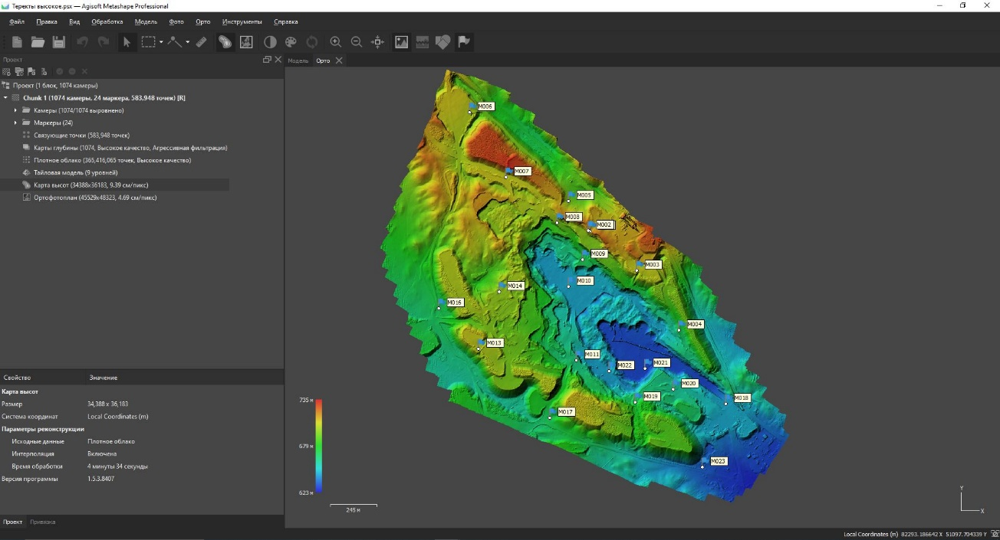 Теректы высокое.psx — Agisoft Metashape Professional
Файл Правка Вид Обработка Модель Фото Орто Инструменты Справка
Проект
Модель Орто
Проект (1 блок, 1074 камеры)
Chunk 1 (1074 камеры, 24 маркера, 583,948 точек) [R]
Камеры (1074/1074 выровнено)
Маркеры (24)
Связующие точки (583,948 точек)
Карты глубины (1074, Высокое качество, Агрессивная фильтрация)
Плотное облако (365,416,065 точек, Высокое качество)
Тайловая модель (9 уровней)
Карта высот (34388x36183, 9.39 см/пикс)
Ортофотоплан (45529x48323, 4.69 см/пикс)
Свойство Значение
Карта высот
Размер 34,388 x 36,183
Система координат Local Coordinates (m)
Параметры реконструкции
Исходные данные Плотное облако
Интерполяция Включена
Время обработки 4 минуты 34 секунды
Версия программы 1.5.3.8407
Проект Привязка
M006
M007
M005
M008
M002
M009
M003
M010
M014
M016
M004
M013
M011
M022
M021
M020
M019
M018
M017
M023
735 м
679 м
623 м
245 м
Y
X
Local Coordinates (m) 82293.186642 X 51097.704339 Y